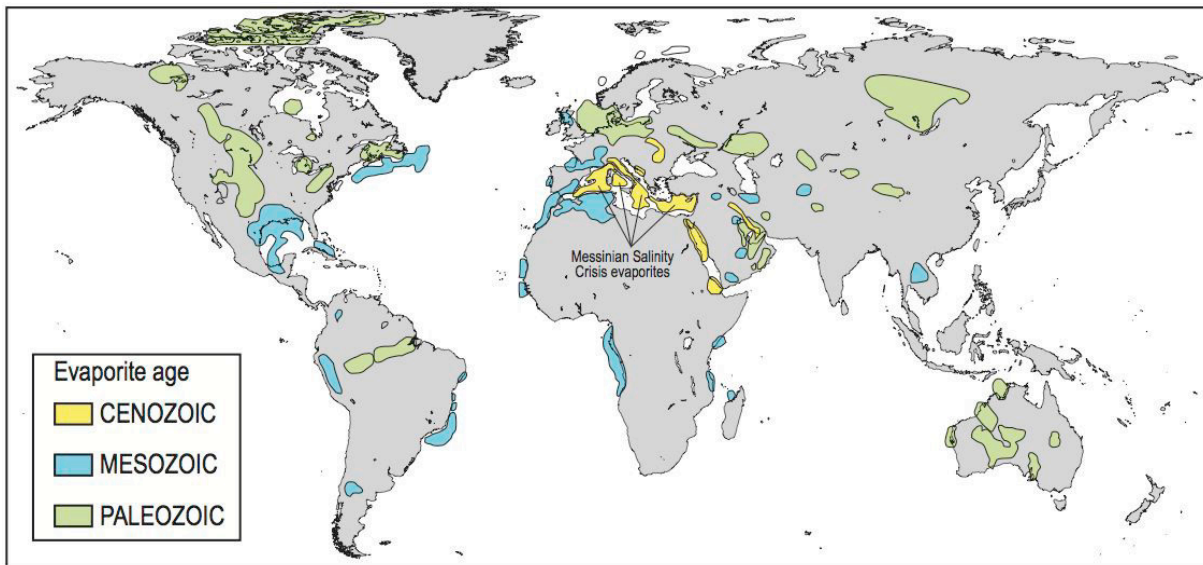 Messinian Salinity
Crisis evaporites
Evaporite age
CENOZOIC
MESOZOIC
PALEOZOIC